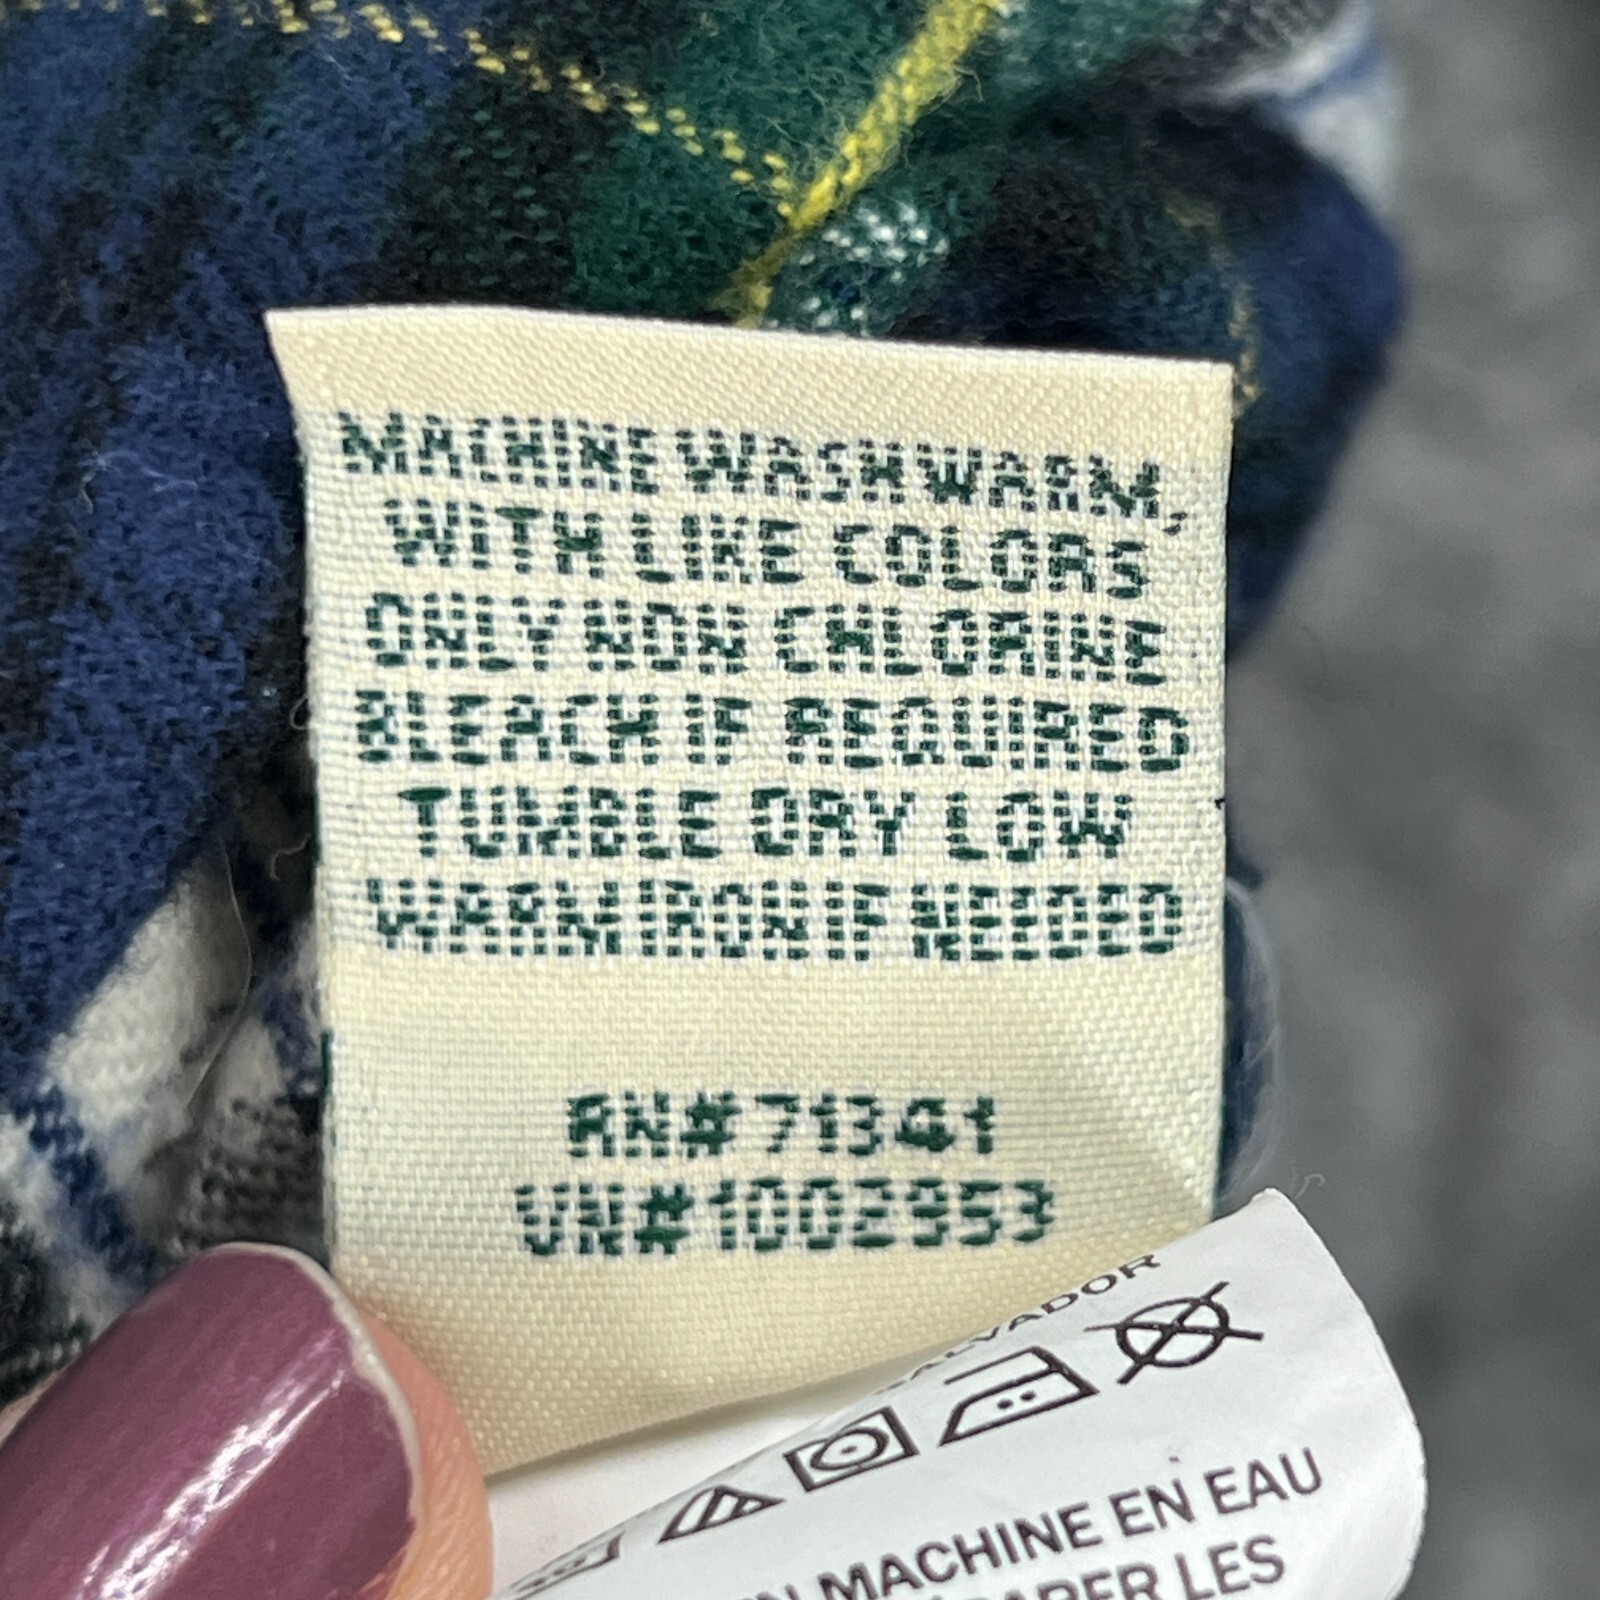 MACHINE WASH WARM,
WITH LIKE COLORS
ONLY NON CHLORINE
BLEACH IF REQUIRED
TUMBLE DRY LOW
WARM IRON IF NEEDED
RN# 71341
VN# 1002953
SALVADOR
MACHINE EN EAU
LES